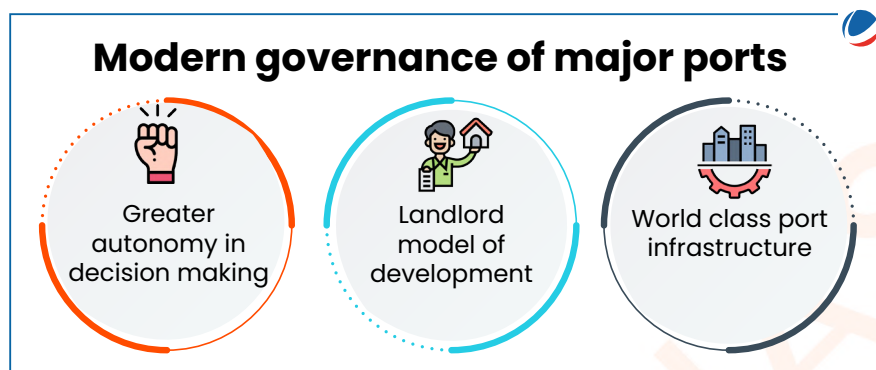 Modern governance of major ports
Greater
autonomy in
decision making
Landlord
model of
development
World class port
infrastructure